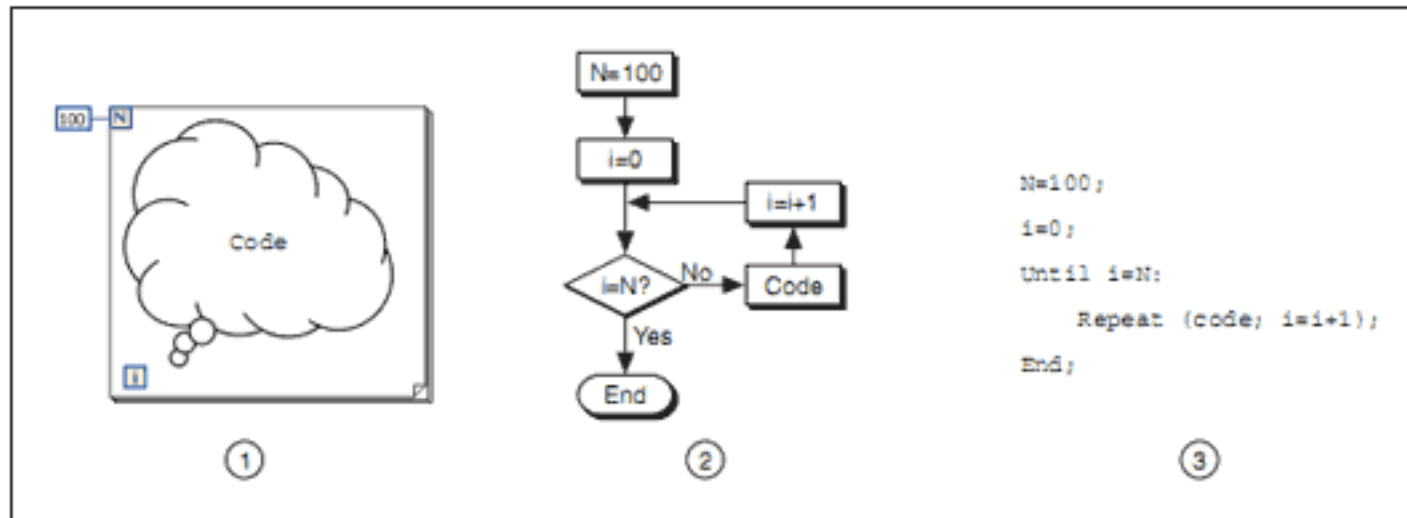 100
N
Code
i
1
N=100
i=0
i=i+1
i=N?
No
Code
Yes
End
2
N=100;
i=0;
Until i=N:
Repeat (code; i=i+1);
End;
3